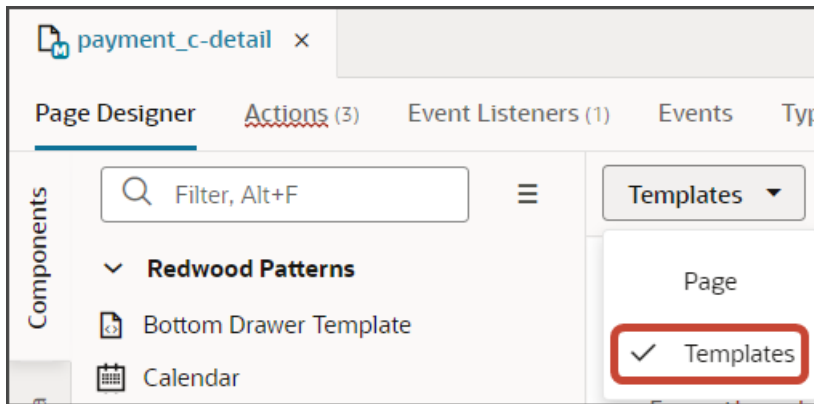 payment_c-detail ×
Page Designer Actions (3) Event Listeners (1) Events Typ
Components
Filter, Alt+F
Templates
Redwood Patterns
Page
Bottom Drawer Template
Templates
Calendar